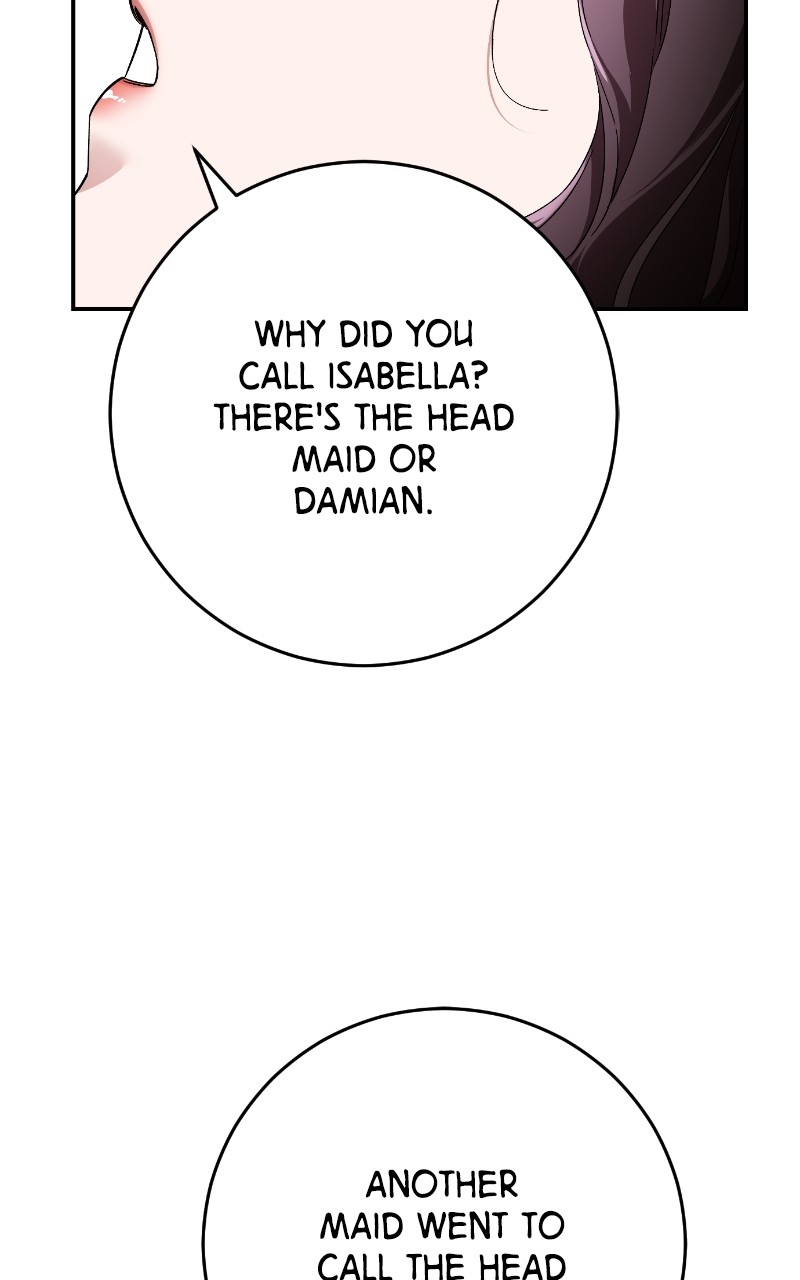 WHY DID YOU
CALL ISABELLA?
THERE'S THE HEAD
MAID OR
DAMIAN.
ANOTHER
MAID WENT TO
CALL THE HEAD